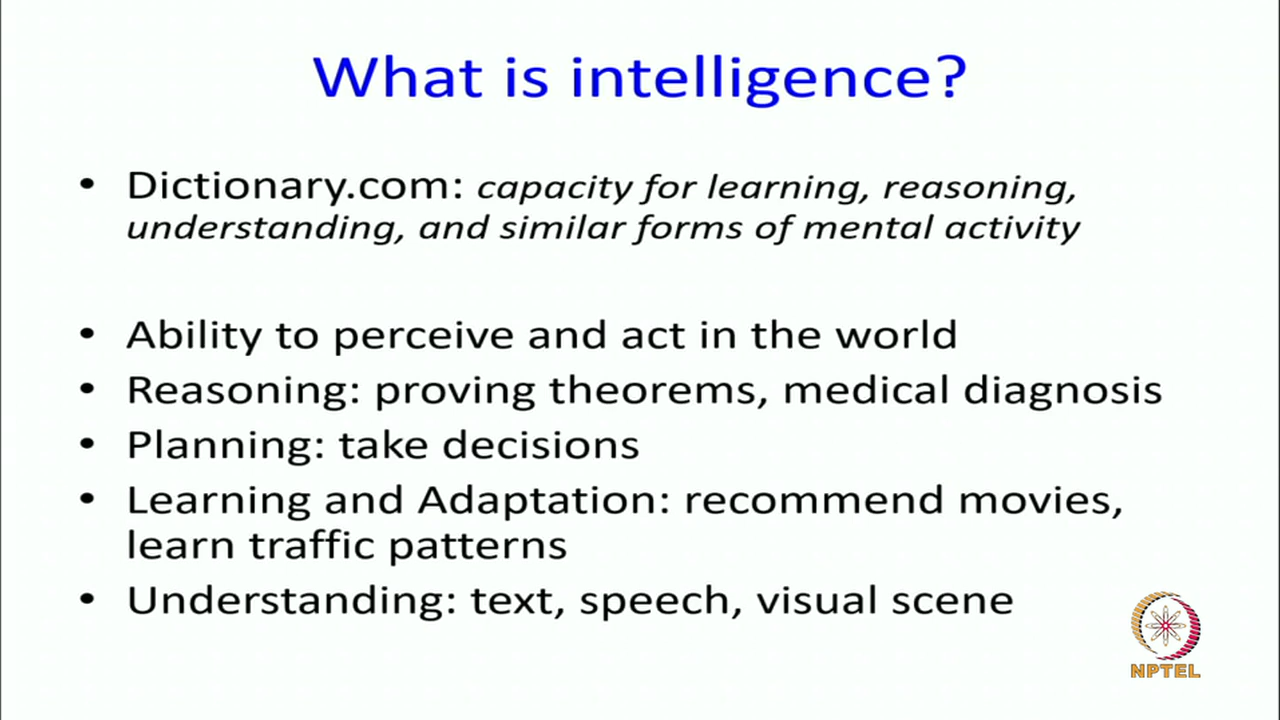 What is intelligence?
• Dictionary.com: capacity for learning, reasoning,
understanding, and similar forms of mental activity
• Ability to perceive and act in the world
• Reasoning: proving theorems, medical diagnosis
• Planning: take decisions
• Learning and Adaptation: recommend movies,
learn traffic patterns
• Understanding: text, speech, visual scene
NPTEL